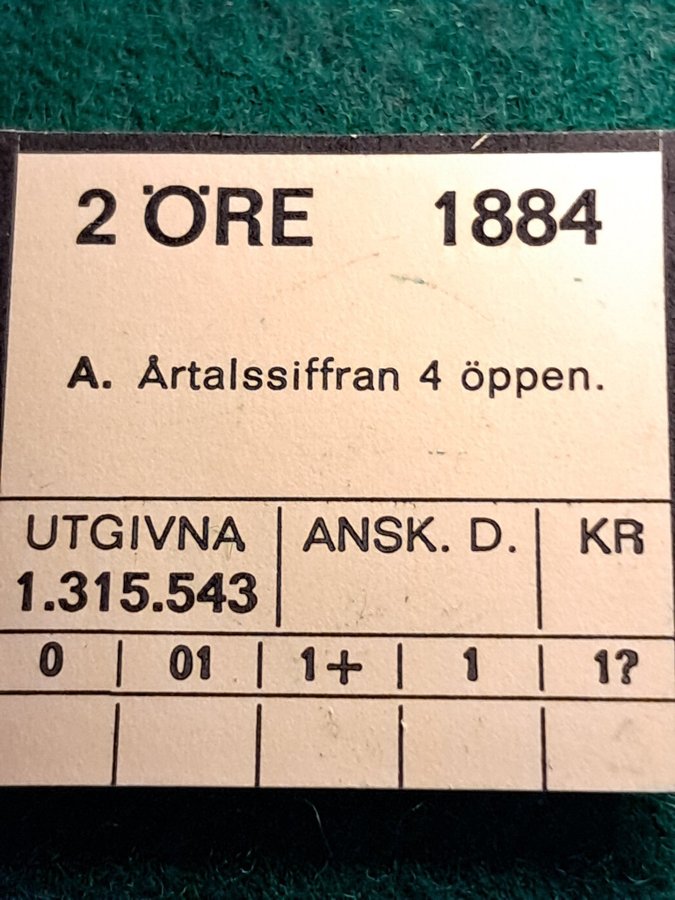 2 ÖRE 1884
A. Årtalssiffran 4 öppen.
UTGIVNA ANSK. D. KR
1.315.543
0 01 1+ 1 1?